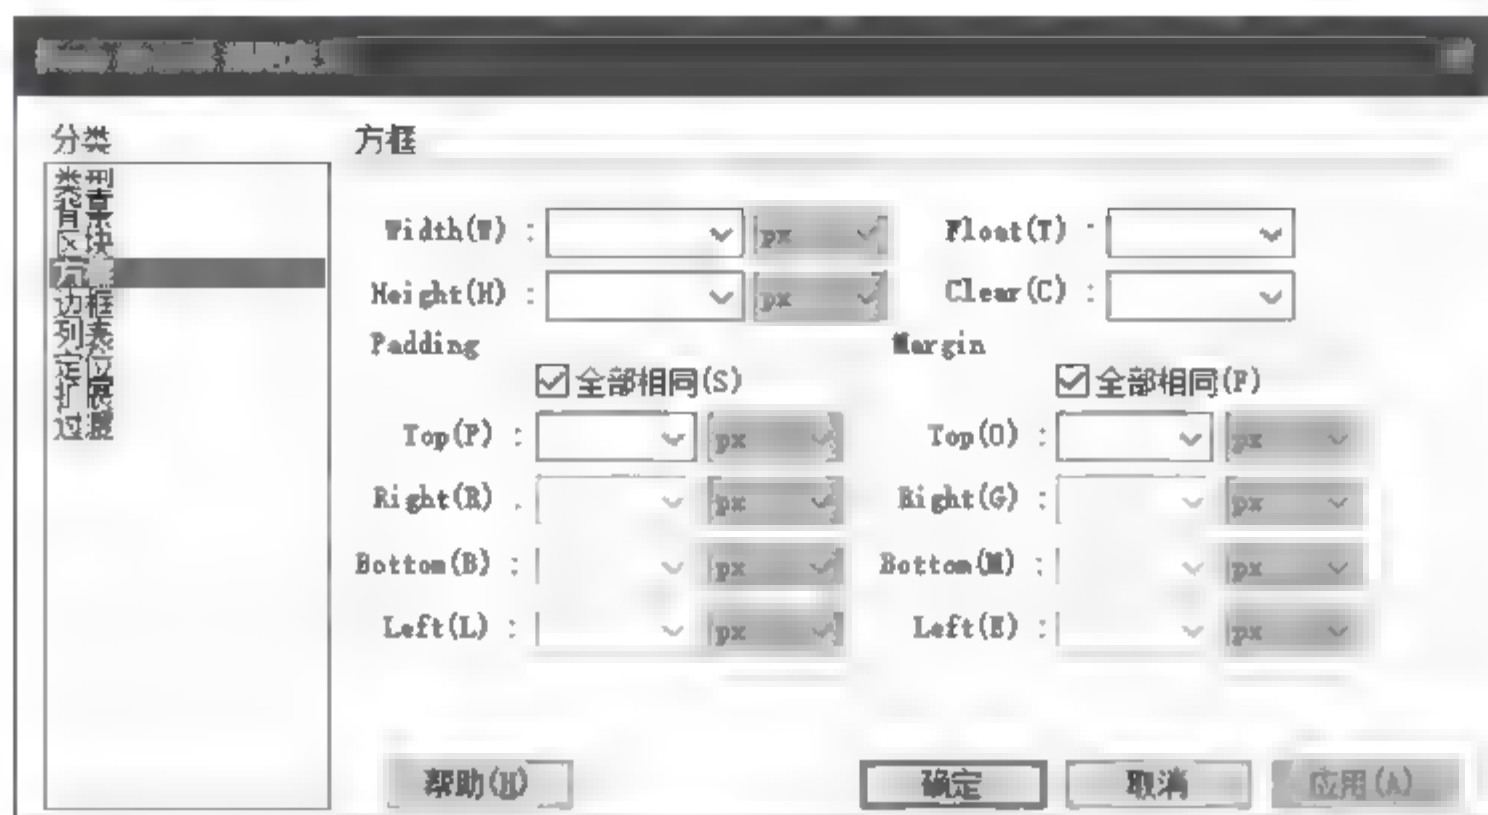 分类
类型
背景
区块
方框
边框
列表
定位
扩展
过渡
方框
Width(W) : px Float(T) :
Height(H) : px Clear(C) :
Padding Margin
全部相同(S) 全部相同(F)
Top(P) : px Top(O) : px
Right(R) : px Right(G) : px
Bottom(B) : px Bottom(M) : px
Left(L) : px Left(E) : px
帮助(H) 确定 取消 应用(A)